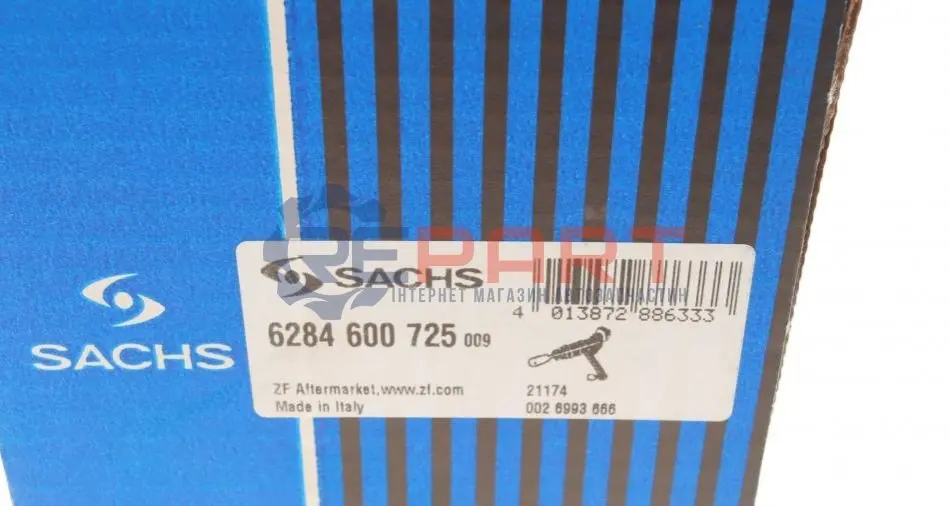 RFPART
ІНТЕРНЕТ МАГАЗИН АВТОЗАПЧАСТИН
SACHS
SACHS
4 013872 886333
6284 600 725 009
ZF Aftermarket,www.zf.com
Made in Italy
21174
002 6993 666